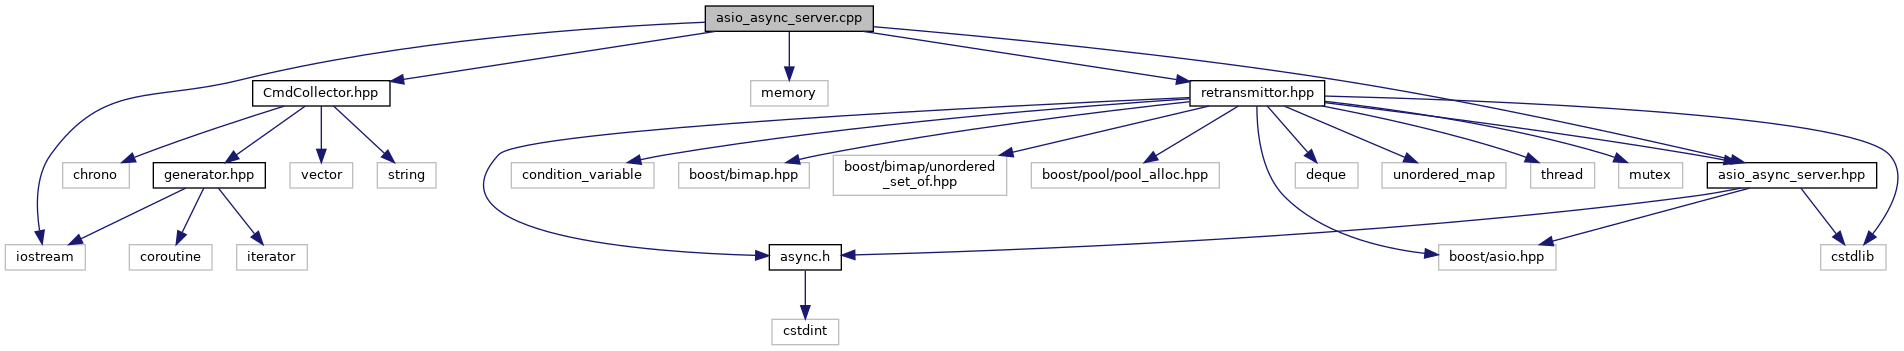 asio_async_server.cpp
CmdCollector.hpp
memory
retransmittor.hpp
chrono
generator.hpp
vector
string
condition_variable
boost/bimap.hpp
boost/bimap/unordered
_set_of.hpp
boost/pool/pool_alloc.hpp
deque
unordered_map
thread
mutex
asio_async_server.hpp
iostream
coroutine
iterator
async.h
boost/asio.hpp
cstdlib
cstdint